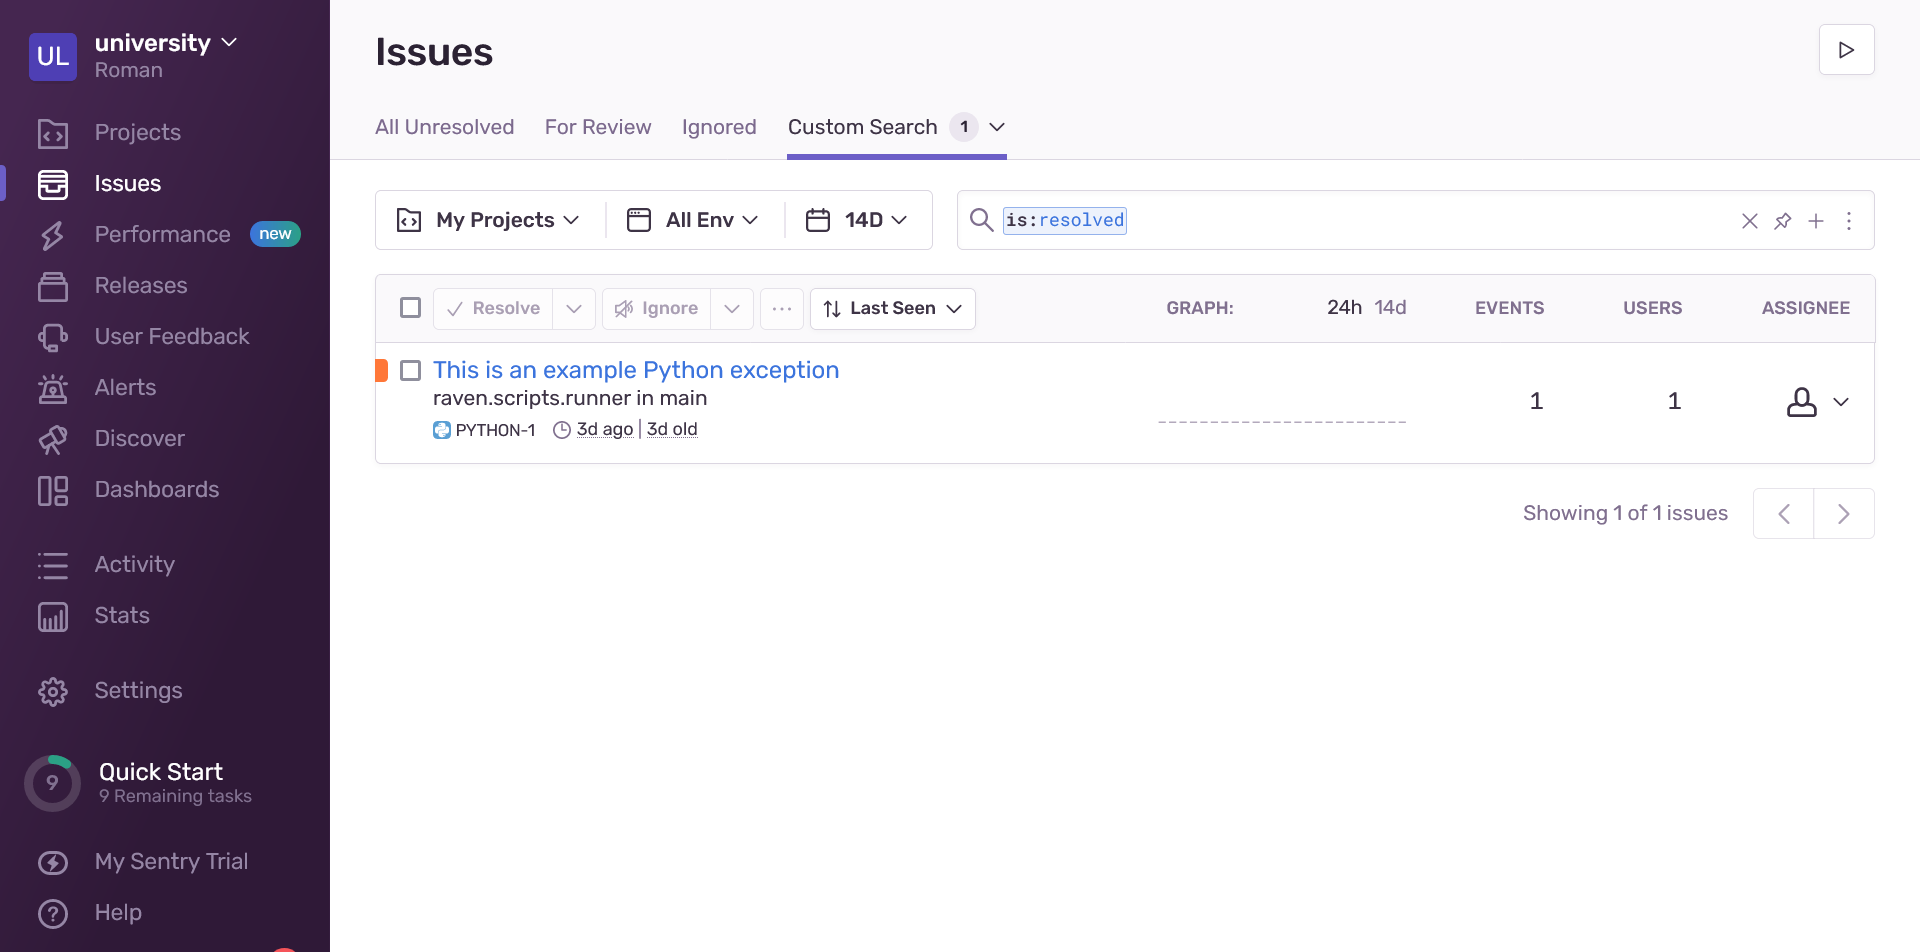 UL
university
Roman
Projects
Issues
Performance new
Releases
User Feedback
Alerts
Discover
Dashboards
Activity
Stats
Settings
9
Quick Start
9 Remaining tasks
My Sentry Trial
Help
Issues
All Unresolved For Review Ignored Custom Search 1
My Projects All Env 14D is:resolved
Resolve Ignore Last Seen GRAPH: 24h 14d EVENTS USERS ASSIGNEE
This is an example Python exception
raven.scripts.runner in main
PYTHON-1 3d ago | 3d old
1 1
Showing 1 of 1 issues